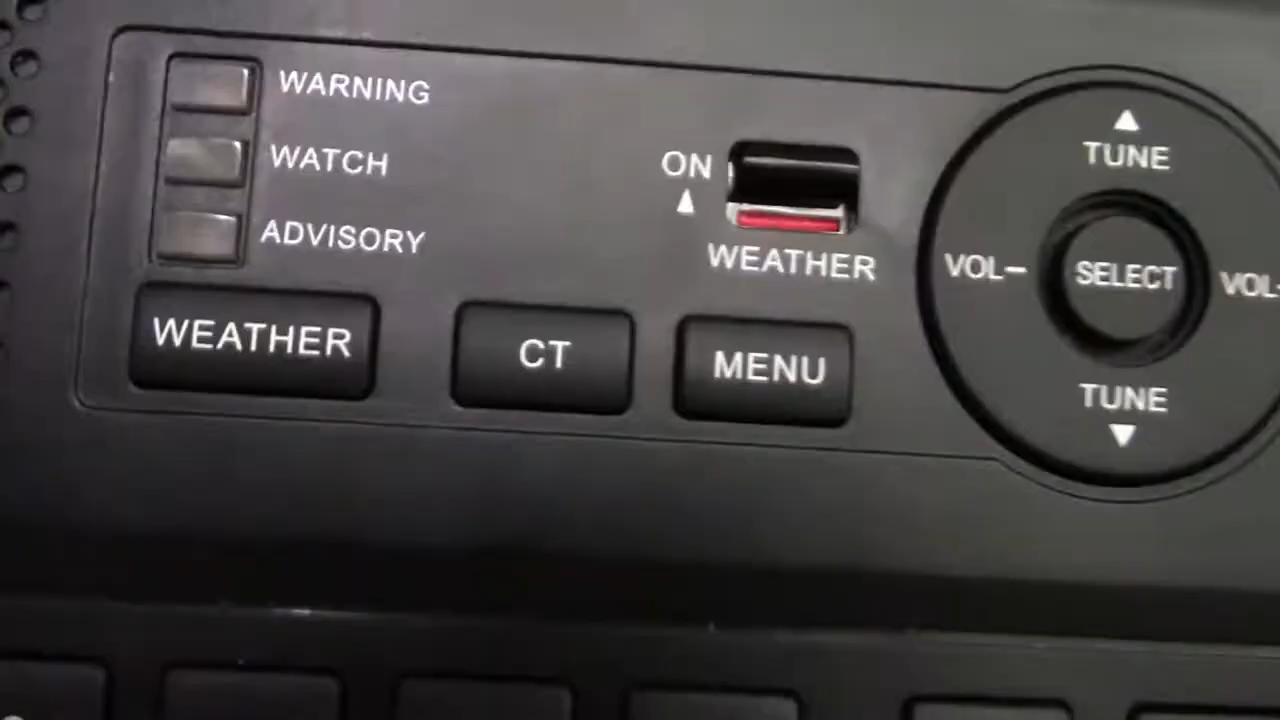 WARNING
WATCH
ADVISORY
ON
WEATHER
WEATHER
CT
MENU
TUNE
VOL-
SELECT
VOL
TUNE